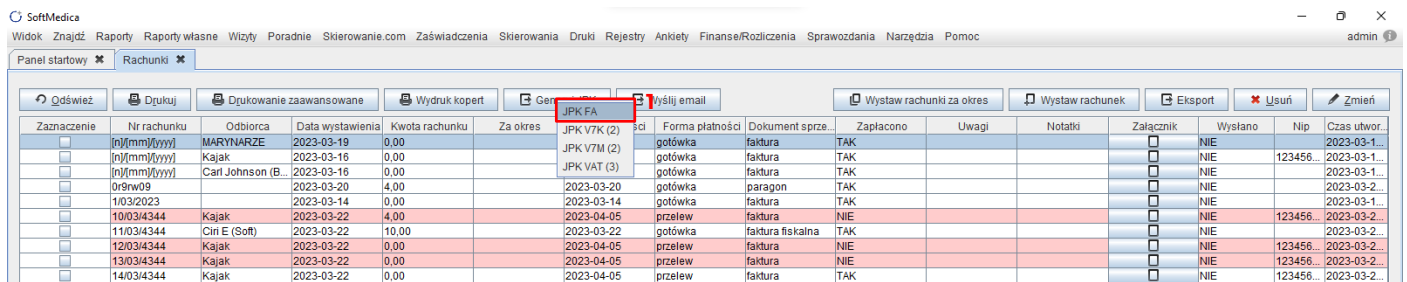 SoftMedica
Widok Znajdź Raporty Raporty własne Wizyty Poradnie Skierowanie.com Zaświadczenia Skierowania Druki Rejestry Ankiety Finanse/Rozliczenia Sprawozdania Narzędzia Pomoc admin
Panel startowy Rachunki
Odśwież Drukuj Drukowanie zaawansowane Wydruk kopert Wyślij email Wystaw rachunki za okres Wystaw rachunek Eksport Usuń Zmień
1
JPK FA
JPK V7K (2)
JPK V7M (2)
JPK VAT (3)
Zaznaczenie Nr rachunku Odbiorca Data wystawienia Kwota rachunku Za okres Forma płatności Dokument sprze... Zapłacono Uwagi Notatki Załącznik Wysłano Nip Czas utwor...
[n]/[mm]/[yyyy] MARYNARZE 2023-03-19 0,00 gotówka faktura TAK NIE 2023-03-1...
[n]/[mm]/[yyyy] Kajak 2023-03-16 0,00 gotówka faktura TAK NIE 123456... 2023-03-1...
[n]/[mm]/[yyyy] Carl Johnson (B... 2023-03-16 0,00 gotówka faktura TAK NIE 2023-03-1...
0r9rw09 2023-03-20 4,00 2023-03-20 gotówka paragon TAK NIE 2023-03-2...
1/03/2023 2023-03-14 0,00 2023-03-14 gotówka faktura TAK NIE 2023-03-1...
10/03/4344 Kajak 2023-03-22 4,00 2023-04-05 przelew faktura NIE NIE 123456... 2023-03-2...
11/03/4344 Ciri E (Soft) 2023-03-22 10,00 2023-03-22 gotówka faktura fiskalna TAK NIE 2023-03-2...
12/03/4344 Kajak 2023-03-22 0,00 2023-04-05 przelew faktura NIE NIE 123456... 2023-03-2...
13/03/4344 Kajak 2023-03-22 0,00 2023-04-05 przelew faktura NIE NIE 123456... 2023-03-2...
14/03/4344 Kajak 2023-03-22 0,00 2023-04-05 przelew faktura TAK NIE 123456... 2023-03-2...